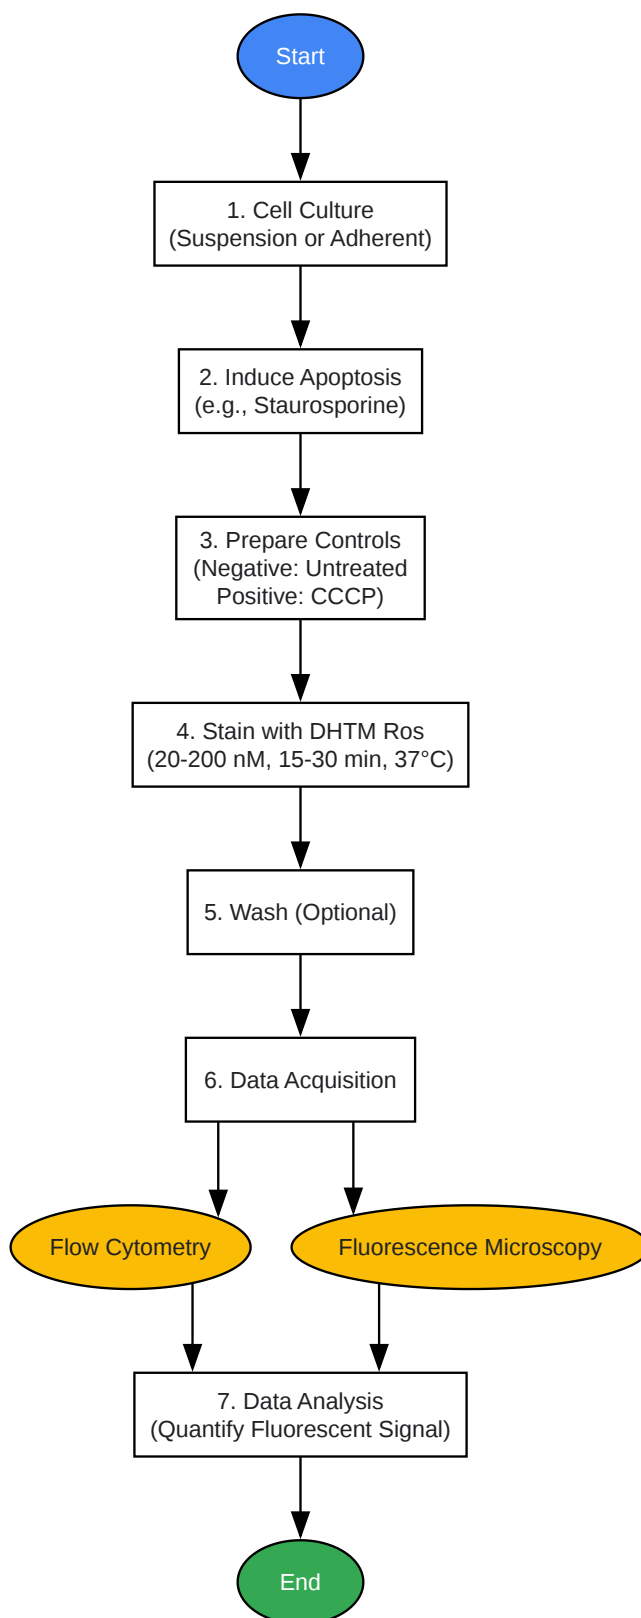 Start
1. Cell Culture
(Suspension or Adherent)
2. Induce Apoptosis
(e.g., Staurosporine)
3. Prepare Controls
(Negative: Untreated
Positive: CCCP)
4. Stain with DHTM Ros
(20-200 nM, 15-30 min, 37°C)
5. Wash (Optional)
6. Data Acquisition
Flow Cytometry
Fluorescence Microscopy
7. Data Analysis
(Quantify Fluorescent Signal)
End